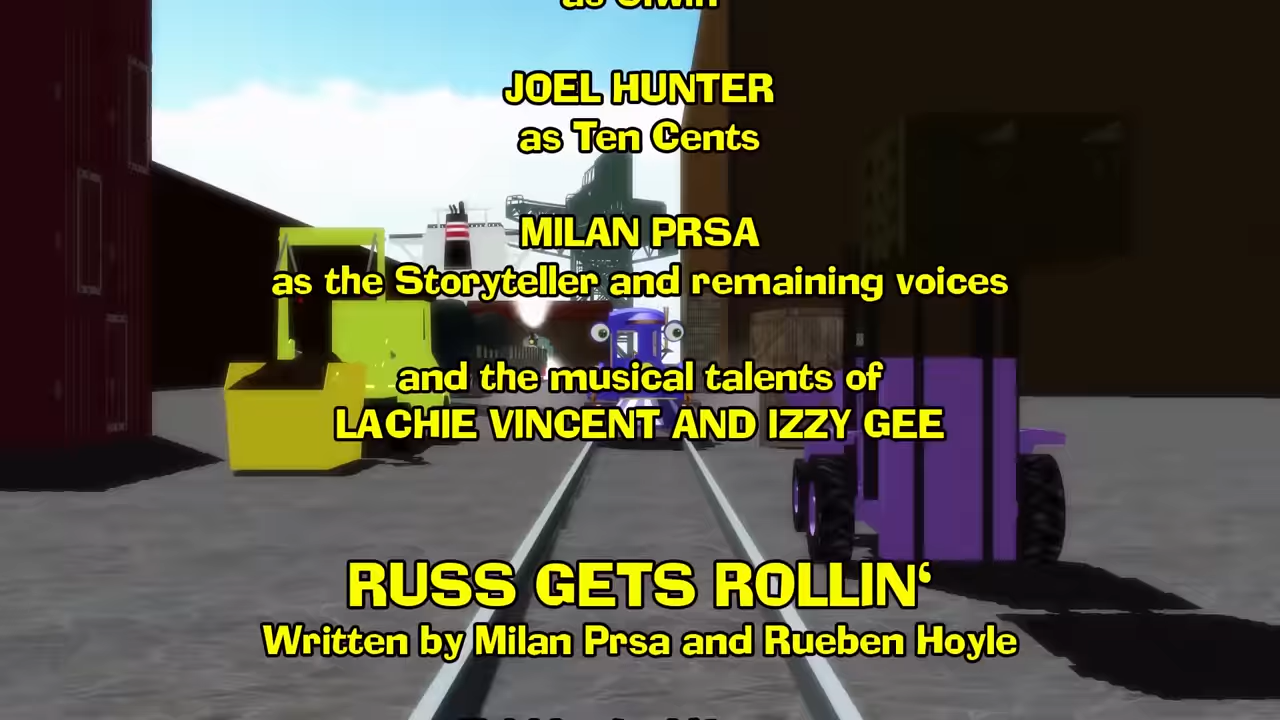 JOEL HUNTER
as Ten Cents
MILAN PRSA
as the Storyteller and remaining voices
and the musical talents of
LACHIE VINCENT AND IZZY GEE
RUSS GETS ROLLIN‘
Written by Milan Prsa and Rueben Hoyle